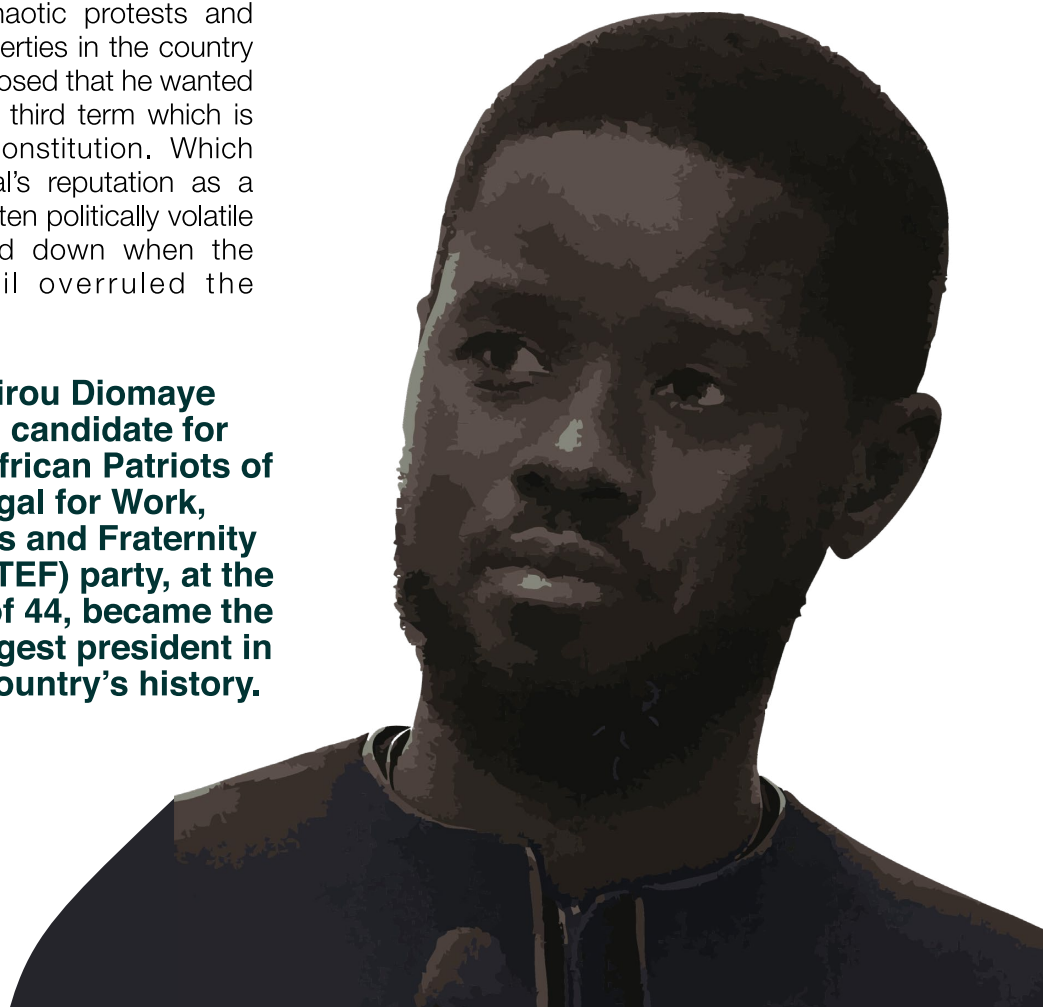 haotic protests and
erties in the country
osed that he wanted
third term which is
onstitution. Which
al's reputation as a
ten politically volatile
d down when the
il overruled the
irou Diomaye
candidate for
frican Patriots of
gal for Work,
s and Fraternity
TEF) party, at the
of 44, became the
gest president in
ountry's history.